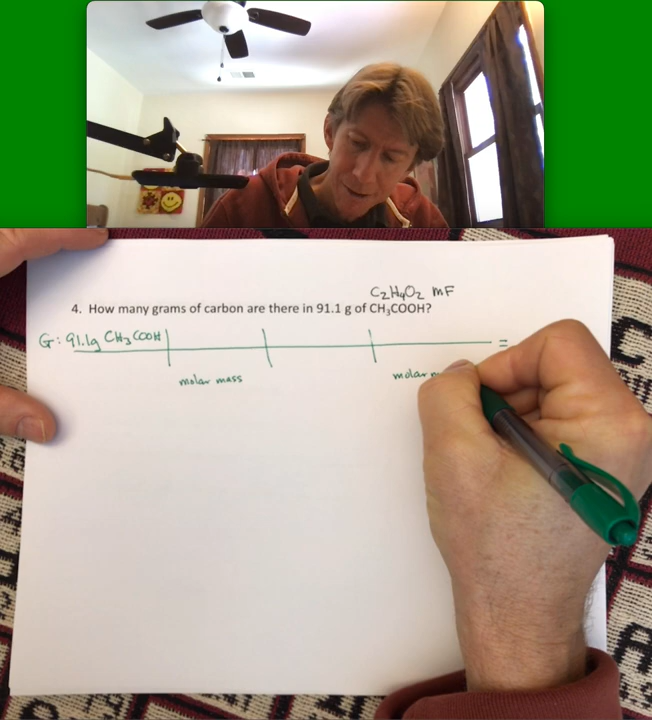 C₂H₄O₂ MF
4. How many grams of carbon are there in 91.1 g of CH₃COOH?
G: 91.1g CH₃COOH =
molar mass molar